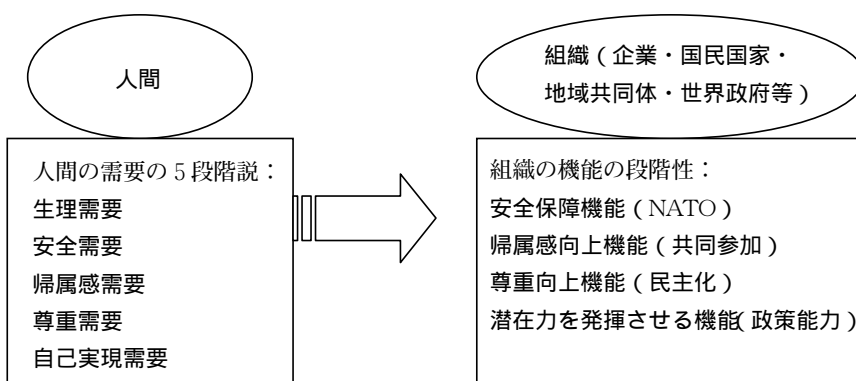 人間
人間の需要の5段階説：
生理需要
安全需要
帰属感需要
尊重需要
自己実現需要
組織（企業・国民国家・
地域共同体・世界政府等）
組織の機能の段階性：
安全保障機能（NATO）
帰属感向上機能（共同参加）
尊重向上機能（民主化）
潜在力を発揮させる機能（政策能力）